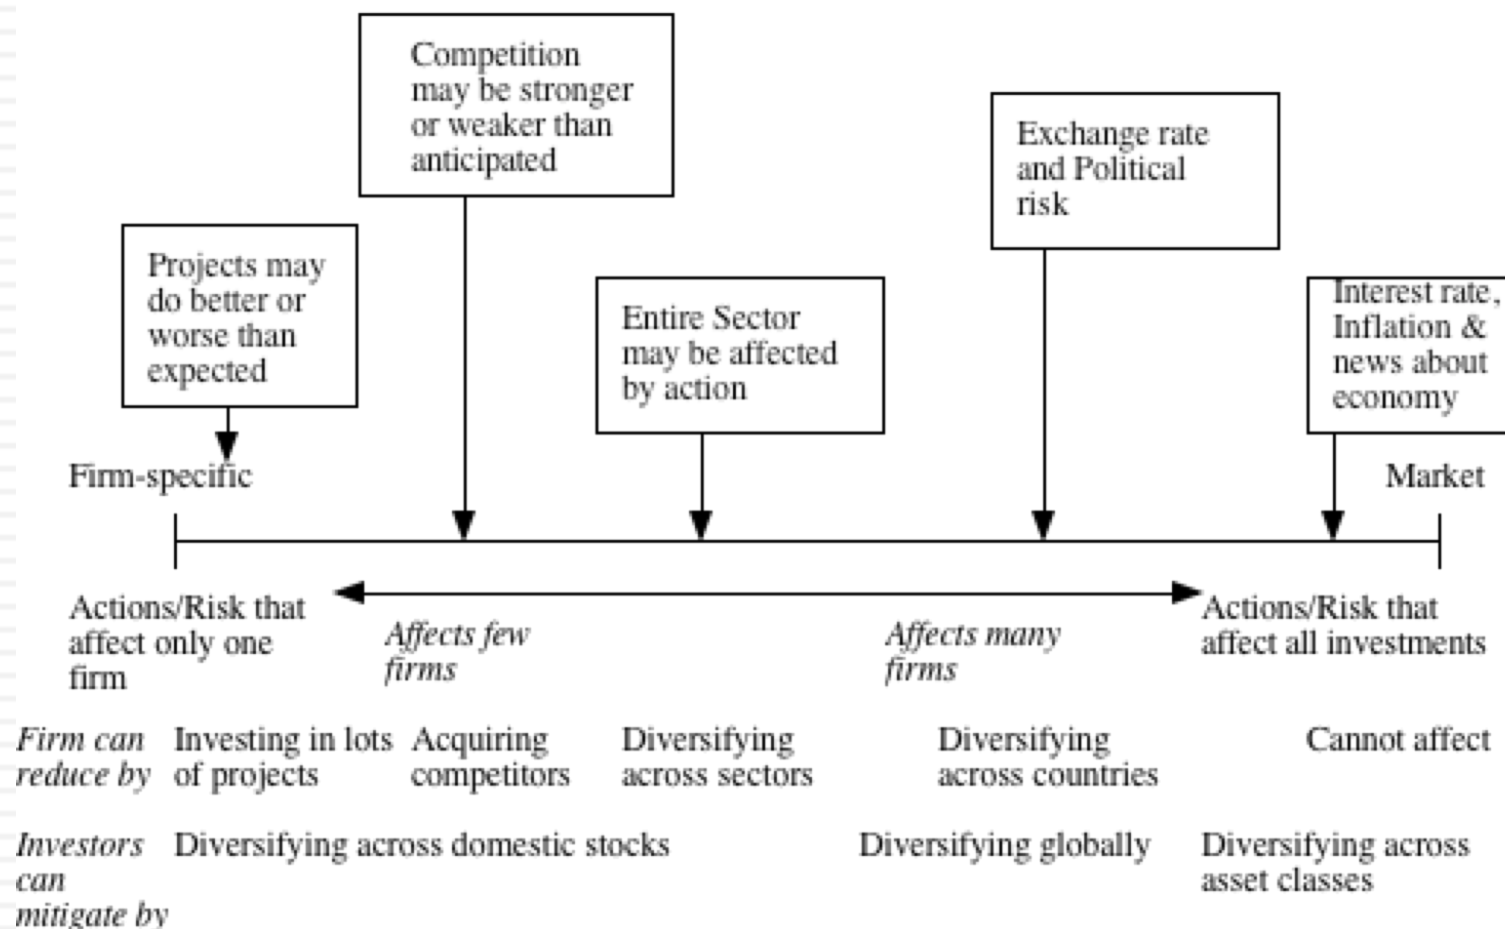 Competition
may be stronger
or weaker than
anticipated
Exchange rate
and Political
risk
Projects may
do better or
worse than
expected
Entire Sector
may be affected
by action
Interest rate,
Inflation &
news about
economy
Firm-specific
Market
Actions/Risk that
affect only one
firm
Affects few
firms
Affects many
firms
Actions/Risk that
affect all investments
Firm can
reduce by
Investing in lots
of projects
Acquiring
competitors
Diversifying
across sectors
Diversifying
across countries
Cannot affect
Investors
can
mitigate by
Diversifying across domestic stocks
Diversifying globally
Diversifying across
asset classes